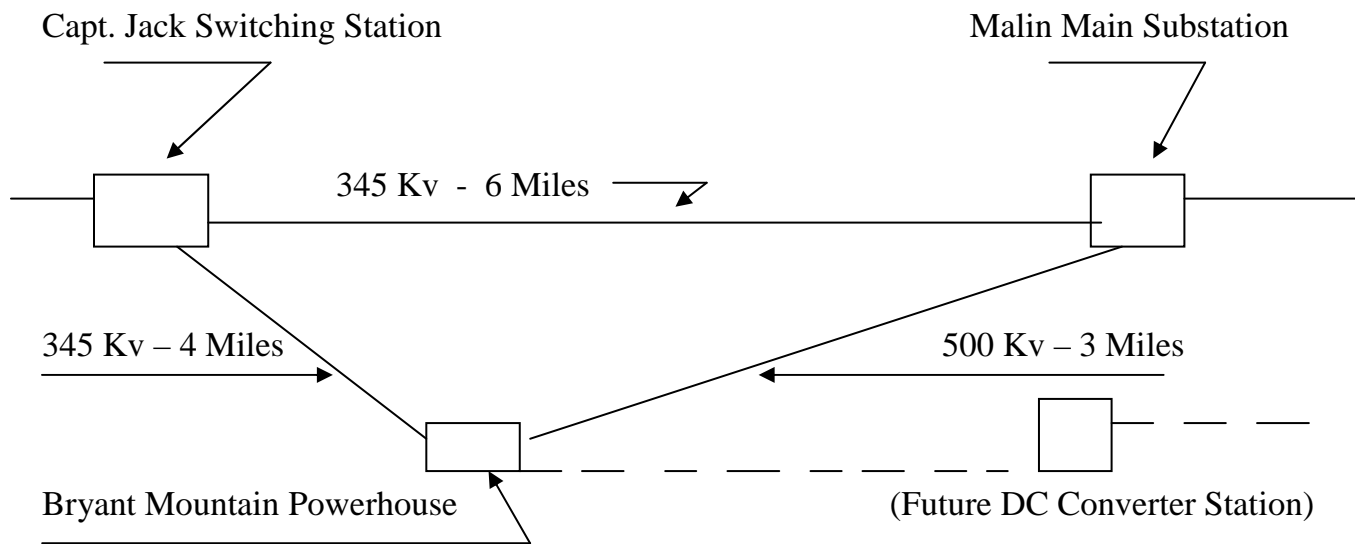 Capt. Jack Switching Station
Malin Main Substation
345 Kv - 6 Miles
345 Kv – 4 Miles
500 Kv – 3 Miles
Bryant Mountain Powerhouse
(Future DC Converter Station)